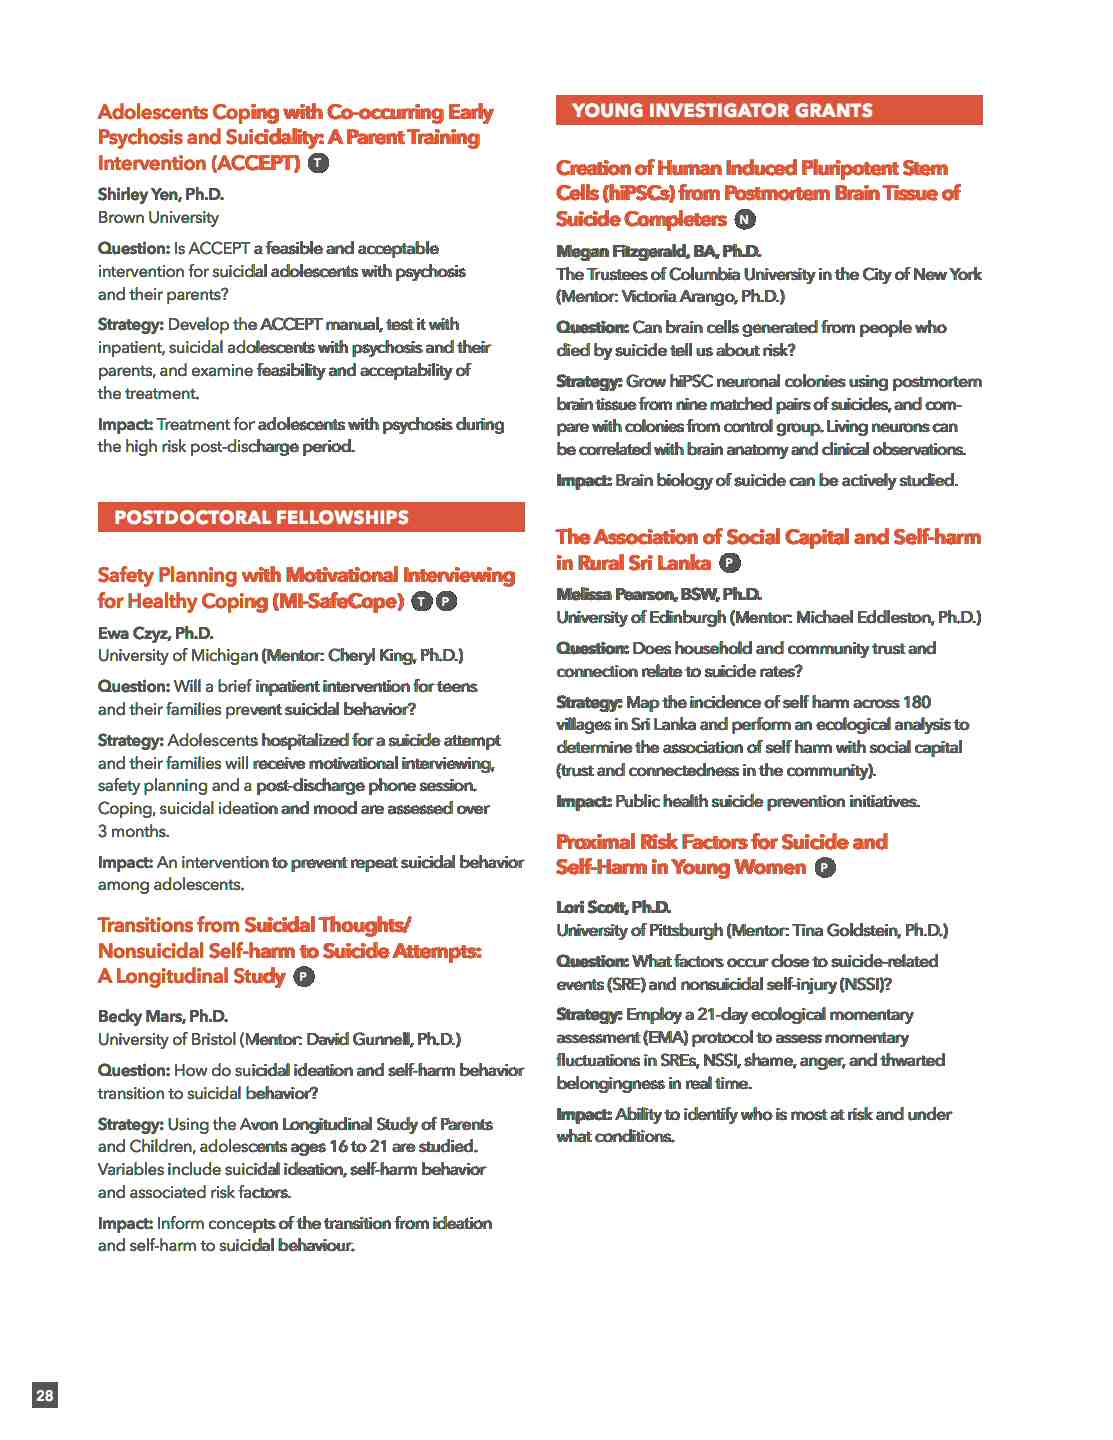 Adolescents Coping with Co-occurring Early
Psychosis and Suicidality: A Parent Training
Intervention (ACCEPT) T
Shirley Yen, Ph.D.
Brown University
Question: Is ACCEPT a feasible and acceptable
intervention for suicidal adolescents with psychosis
and their parents?
Strategy: Develop the ACCEPT manual, test it with
inpatient, suicidal adolescents with psychosis and their
parents, and examine feasibility and acceptability of
the treatment.
Impact: Treatment for adolescents with psychosis during
the high risk post-discharge period.
POSTDOCTORAL FELLOWSHIPS
Safety Planning with Motivational Interviewing
for Healthy Coping (MI-SafeCope) T P
Ewa Czyz, Ph.D.
University of Michigan (Mentor: Cheryl King, Ph.D.)
Question: Will a brief inpatient intervention for teens
and their families prevent suicidal behavior?
Strategy: Adolescents hospitalized for a suicide attempt
and their families will receive motivational interviewing,
safety planning and a post-discharge phone session.
Coping, suicidal ideation and mood are assessed over
3 months.
Impact: An intervention to prevent repeat suicidal behavior
among adolescents.
Transitions from Suicidal Thoughts/
Nonsuicidal Self-harm to Suicide Attempts:
A Longitudinal Study P
Becky Mars, Ph.D.
University of Bristol (Mentor: David Gunnell, Ph.D.)
Question: How do suicidal ideation and self-harm behavior
transition to suicidal behavior?
Strategy: Using the Avon Longitudinal Study of Parents
and Children, adolescents ages 16 to 21 are studied.
Variables include suicidal ideation, self-harm behavior
and associated risk factors.
Impact: Inform concepts of the transition from ideation
and self-harm to suicidal behaviour.
YOUNG INVESTIGATOR GRANTS
Creation of Human Induced Pluripotent Stem
Cells (hiPSCs) from Postmortem Brain Tissue of
Suicide Completers N
Megan Fitzgerald, BA, Ph.D.
The Trustees of Columbia University in the City of New York
(Mentor: Victoria Arango, Ph.D.)
Question: Can brain cells generated from people who
died by suicide tell us about risk?
Strategy: Grow hiPSC neuronal colonies using postmortem
brain tissue from nine matched pairs of suicides, and com-
pare with colonies from control group. Living neurons can
be correlated with brain anatomy and clinical observations.
Impact: Brain biology of suicide can be actively studied.
The Association of Social Capital and Self-harm
in Rural Sri Lanka P
Melissa Pearson, BSW, Ph.D.
University of Edinburgh (Mentor: Michael Eddleston, Ph.D.)
Question: Does household and community trust and
connection relate to suicide rates?
Strategy: Map the incidence of self harm across 180
villages in Sri Lanka and perform an ecological analysis to
determine the association of self harm with social capital
(trust and connectedness in the community).
Impact: Public health suicide prevention initiatives.
Proximal Risk Factors for Suicide and
Self-Harm in Young Women P
Lori Scott, Ph.D.
University of Pittsburgh (Mentor: Tina Goldstein, Ph.D.)
Question: What factors occur close to suicide-related
events (SRE) and nonsuicidal self-injury (NSSI)?
Strategy: Employ a 21-day ecological momentary
assessment (EMA) protocol to assess momentary
fluctuations in SREs, NSSI, shame, anger, and thwarted
belongingness in real time.
Impact: Ability to identify who is most at risk and under
what conditions.
28